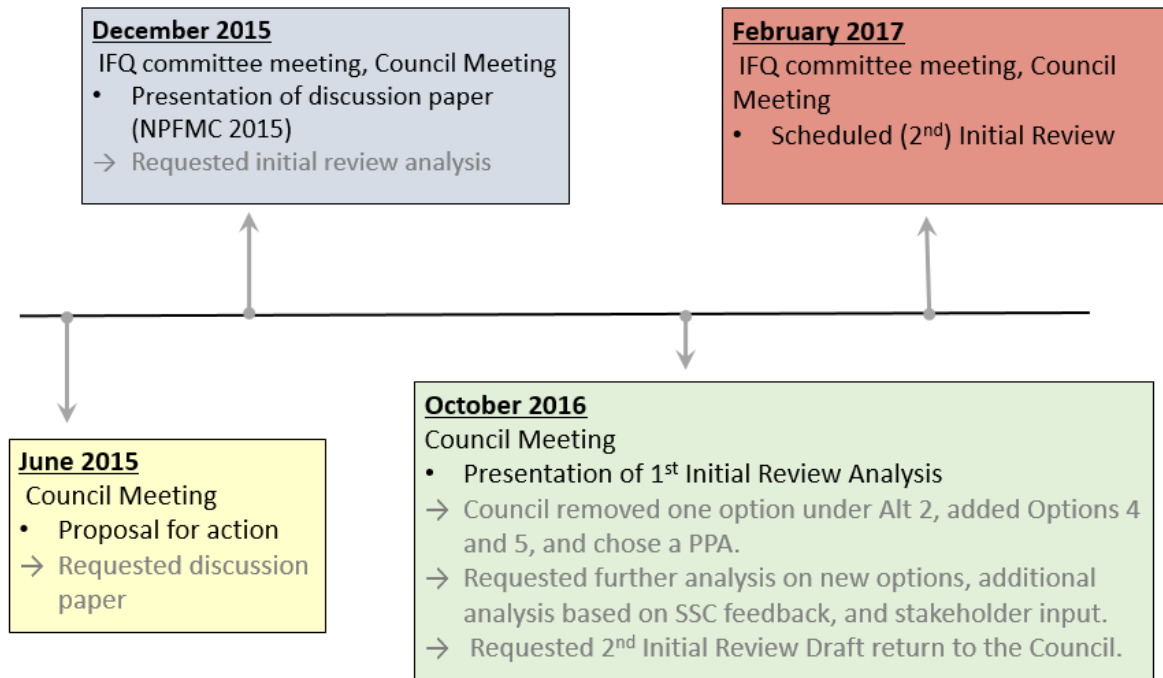 December 2015
IFQ committee meeting, Council Meeting
• Presentation of discussion paper
(NPFMC 2015)
→ Requested initial review analysis
February 2017
IFQ committee meeting, Council
Meeting
• Scheduled (2nd) Initial Review
June 2015
Council Meeting
• Proposal for action
→ Requested discussion
paper
October 2016
Council Meeting
• Presentation of 1st Initial Review Analysis
→ Council removed one option under Alt 2, added Options 4
and 5, and chose a PPA.
→ Requested further analysis on new options, additional
analysis based on SSC feedback, and stakeholder input.
→ Requested 2nd Initial Review Draft return to the Council.